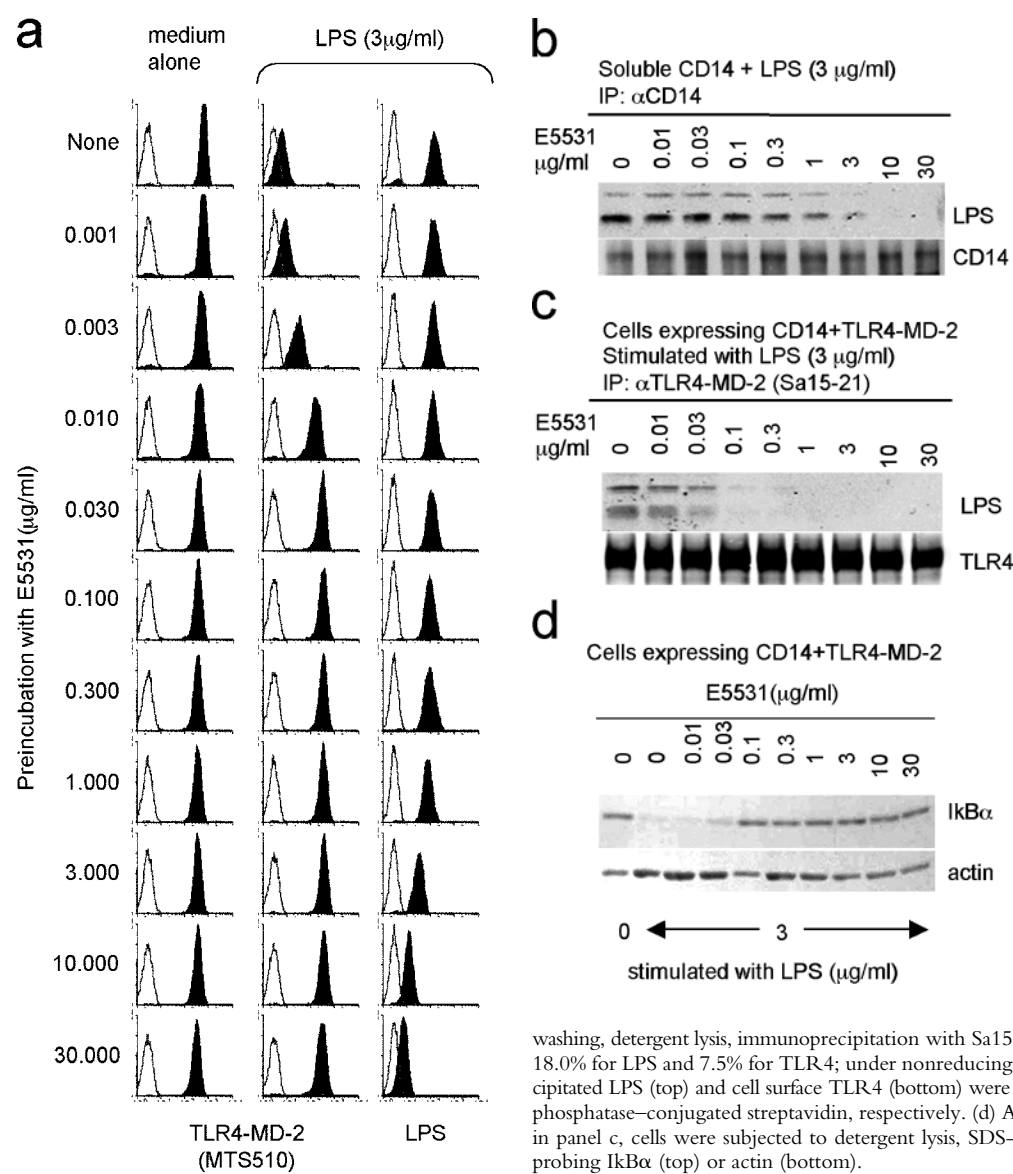 a
medium
alone
LPS (3μg/ml)
Preincubation with E5531(μg/ml)
None
0.001
0.003
0.010
0.030
0.100
0.300
1.000
3.000
10.000
30.000
TLR4-MD-2
(MTS510)
LPS
b
Soluble CD14 + LPS (3 μg/ml)
IP: αCD14
E5531
μg/ml
0 0.01 0.03 0.1 0.3 1 3 10 30
LPS
CD14
c
Cells expressing CD14+TLR4-MD-2
Stimulated with LPS (3 μg/ml)
IP: αTLR4-MD-2 (Sa15-21)
E5531
μg/ml
0 0.01 0.03 0.1 0.3 1 3 10 30
LPS
TLR4
d
Cells expressing CD14+TLR4-MD-2
E5531(μg/ml)
0 0 0.01 0.03 0.1 0.3 1 3 10 30
IkBα
actin
0 3
stimulated with LPS (μg/ml)
washing, detergent lysis, immunoprecipitation with Sa15
18.0% for LPS and 7.5% for TLR4; under nonreducing
cipitated LPS (top) and cell surface TLR4 (bottom) were
phosphatase–conjugated streptavidin, respectively. (d) A
in panel c, cells were subjected to detergent lysis, SDS–
probing IkBα (top) or actin (bottom).